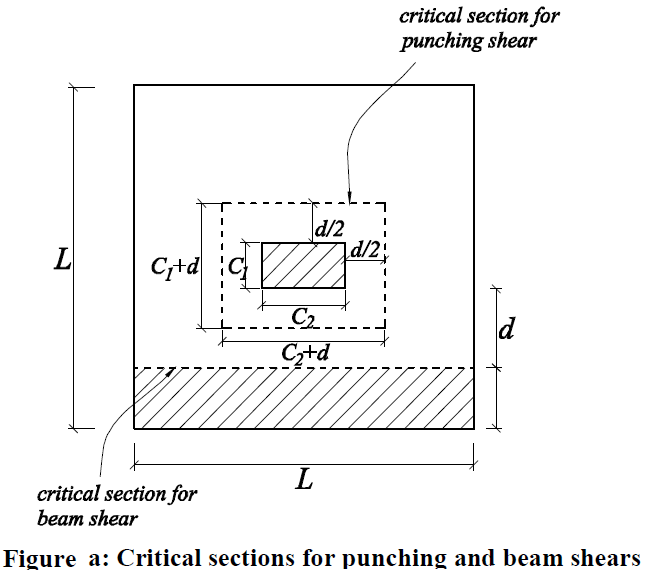 critical section for
punching shear
d/2
L
C₁+d
C₁
d/2
C₂
d
C₂+d
L
critical section for
beam shear
Figure a: Critical sections for punching and beam shears